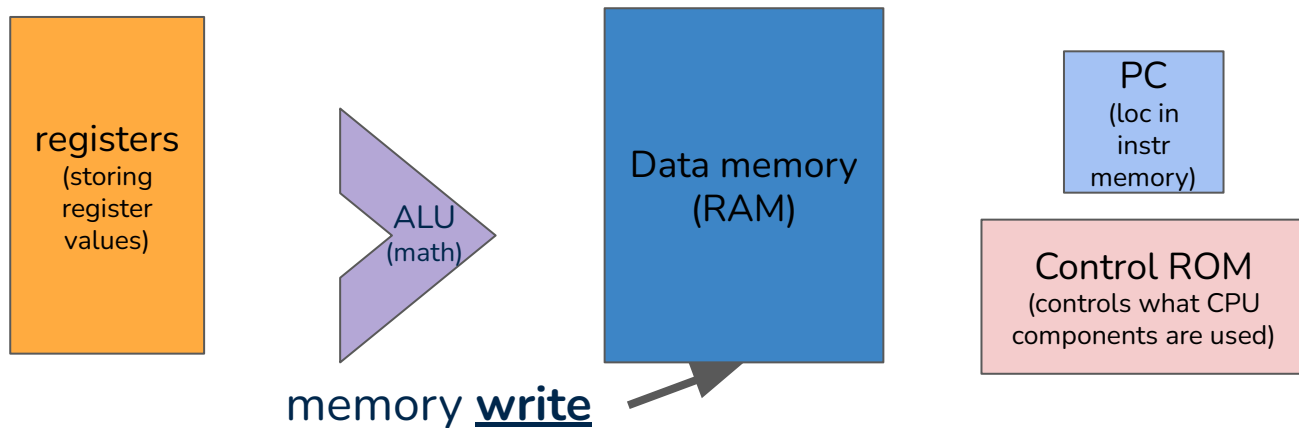 registers
(storing
register
values)
ALU
(math)
Data memory
(RAM)
PC
(loc in
instr
memory)
Control ROM
(controls what CPU
components are used)
memory write